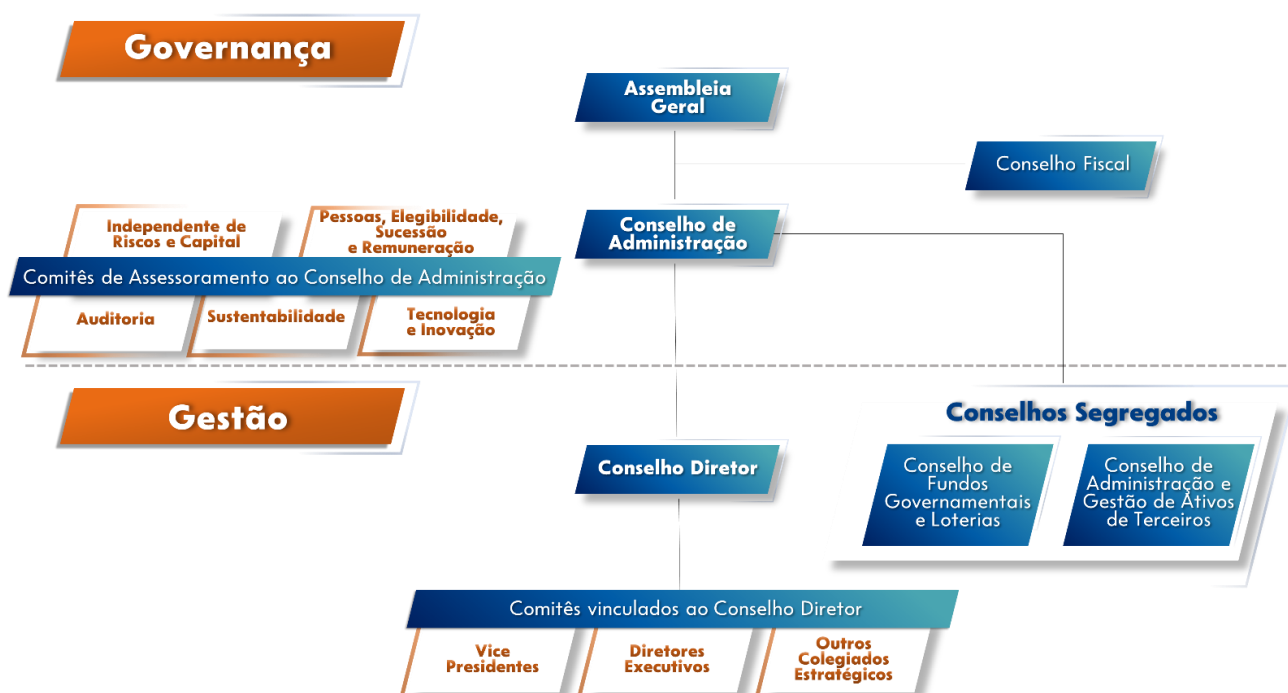 Governança
Assembleia
Geral
Conselho Fiscal
Independente de
Riscos e Capital
Pessoas, Elegibilidade,
Sucessão
e Remuneração
Conselho de
Administração
Comitês de Assessoramento ao Conselho de Administração
Auditoria
Sustentabilidade
Tecnologia
e Inovação
Gestão
Conselhos Segregados
Conselho Diretor
Conselho de
Fundos
Governamentais
e Loterias
Conselho de
Administração e
Gestão de Ativos
de Terceiros
Comitês vinculados ao Conselho Diretor
Vice
Presidentes
Diretores
Executivos
Outros
Colegiados
Estratégicos